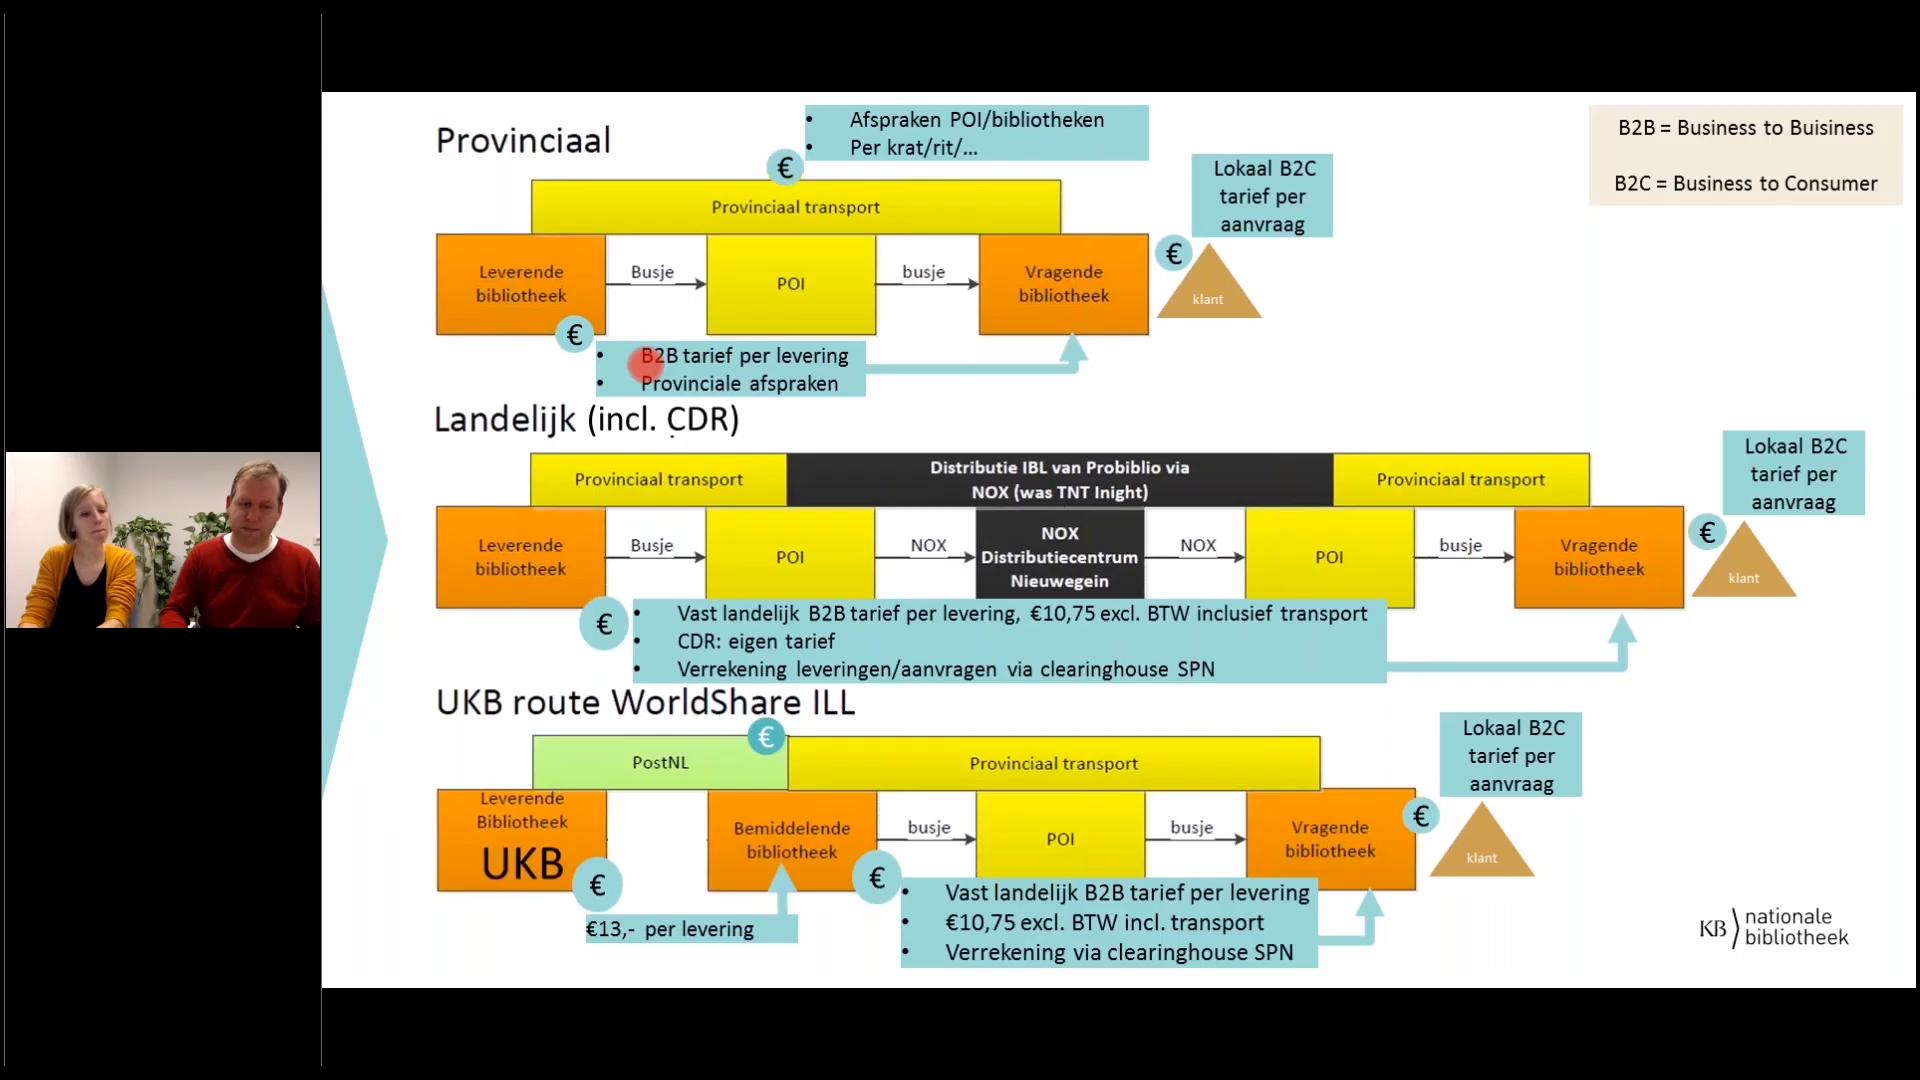 Provinciaal
• Afspraken POI/bibliotheken
• Per krat/rit/...
B2B = Business to Buisiness
B2C = Business to Consumer
€
Lokaal B2C
tarief per
aanvraag
Provinciaal transport
Leverende
bibliotheek
Busje
POI
busje
Vragende
bibliotheek
€
klant
€
• B2B tarief per levering
• Provinciale afspraken
Landelijk (incl. CDR)
Lokaal B2C
tarief per
aanvraag
Provinciaal transport
Distributie IBL van Probiblio via
NOX (was TNT Inight)
Provinciaal transport
Leverende
bibliotheek
Busje
POI
NOX
NOX
Distributiecentrum
Nieuwegein
NOX
POI
busje
Vragende
bibliotheek
€
klant
€
• Vast landelijk B2B tarief per levering, €10,75 excl. BTW inclusief transport
• CDR: eigen tarief
• Verrekening leveringen/aanvragen via clearinghouse SPN
UKB route WorldShare ILL
Lokaal B2C
tarief per
aanvraag
€
PostNL
Provinciaal transport
Leverende
Bibliotheek
UKB
Bemiddelende
bibliotheek
busje
POI
busje
Vragende
bibliotheek
€
klant
€
€13,- per levering
€
• Vast landelijk B2B tarief per levering
• €10,75 excl. BTW incl. transport
• Verrekening via clearinghouse SPN
KB nationale
bibliotheek